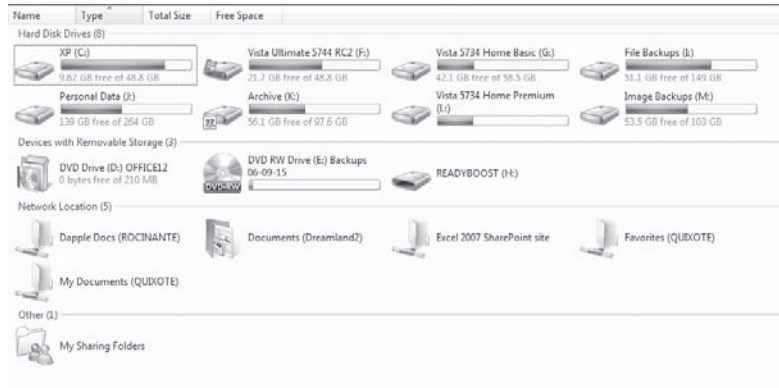 Name Type Total Size Free Space
Hard Disk Drives (8)
XP (C:)
9.62 GB free of 48.8 GB
Vista Ultimate 5744 RC2 (F:)
21.7 GB free of 48.8 GB
Vista 5734 Home Basic (G:)
42.1 GB free of 58.5 GB
File Backups (I:)
51.1 GB free of 149 GB
Personal Data (J:)
139 GB free of 264 GB
Archive (K:)
56.1 GB free of 97.6 GB
Vista 5734 Home Premium
(L:)
Image Backups (M:)
53.5 GB free of 103 GB
Devices with Removable Storage (3)
DVD Drive (D:) OFFICE12
0 bytes free of 210 MB
DVD RW Drive (E:) Backups
06-09-15
DVD-RW
READYBOOST (H:)
Network Location (5)
Dapple Docs (ROCINANTE)
Documents (Dreamland2)
Excel 2007 SharePoint site
Favorites (QUIXOTE)
My Documents (QUIXOTE)
Other (1)
My Sharing Folders